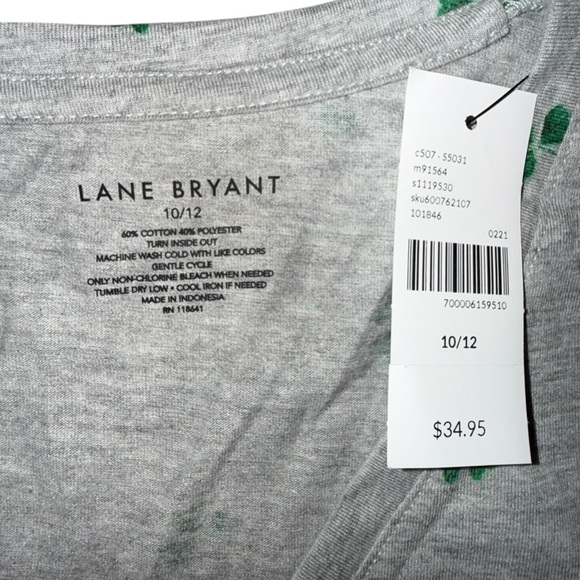 LANE BRYANT
10/12
60% COTTON 40% POLYESTER
TURN INSIDE OUT
MACHINE WASH COLD WITH LIKE COLORS
GENTLE CYCLE
ONLY NON-CHLORINE BLEACH WHEN NEEDED
TUMBLE DRY LOW • COOL IRON IF NEEDED
MADE IN INDONESIA
RN 118641
c507 - S5031
m91564
s1119530
sku600762107
101846
0221
700006159510
10/12
$34.95